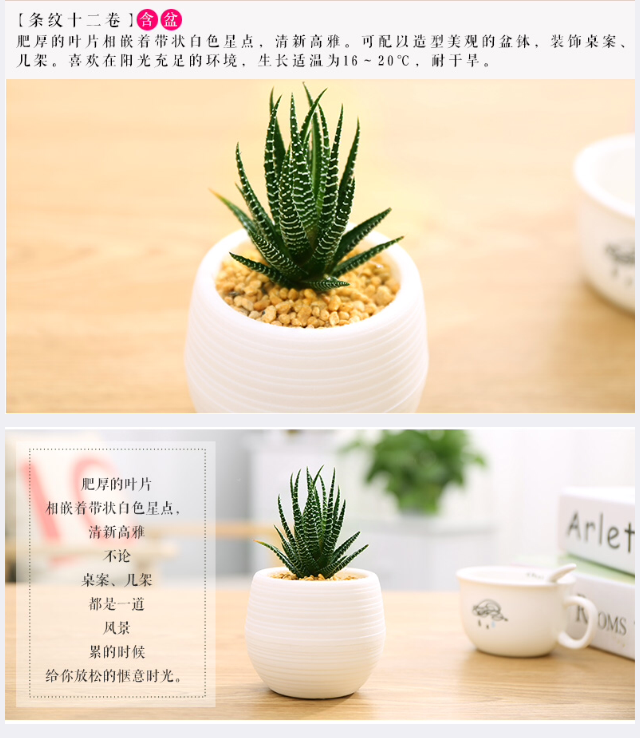 【条纹十二卷】含盆
肥厚的叶片相嵌着带状白色星点，清新高雅。可配以造型美观的盆钵，装饰桌案、
几架。喜欢在阳光充足的环境，生长适温为16～20℃，耐干旱。
肥厚的叶片
相嵌着带状白色星点，
清新高雅
不论
桌案、几架
都是一道
风景
累的时候
给你放松的惬意时光。
Arlet
ROOMS